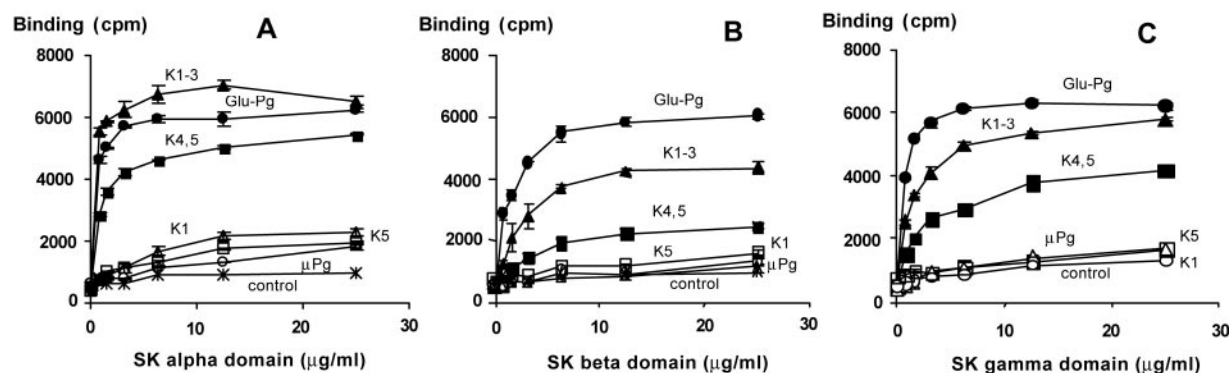 Binding (cpm)
A
8000
6000
4000
2000
0
K1-3
Glu-Pg
K4,5
K1
K5
μPg
control
0
10
20
30
SK alpha domain (μg/ml)
Binding (cpm)
B
8000
6000
4000
2000
0
Glu-Pg
K1-3
K4,5
K5
K1
μPg
control
0
10
20
30
SK beta domain (μg/ml)
Binding (cpm)
C
8000
6000
4000
2000
0
Glu-Pg
K1-3
K4,5
μPg
K5
K1
control
0
10
20
30
SK gamma domain (μg/ml)